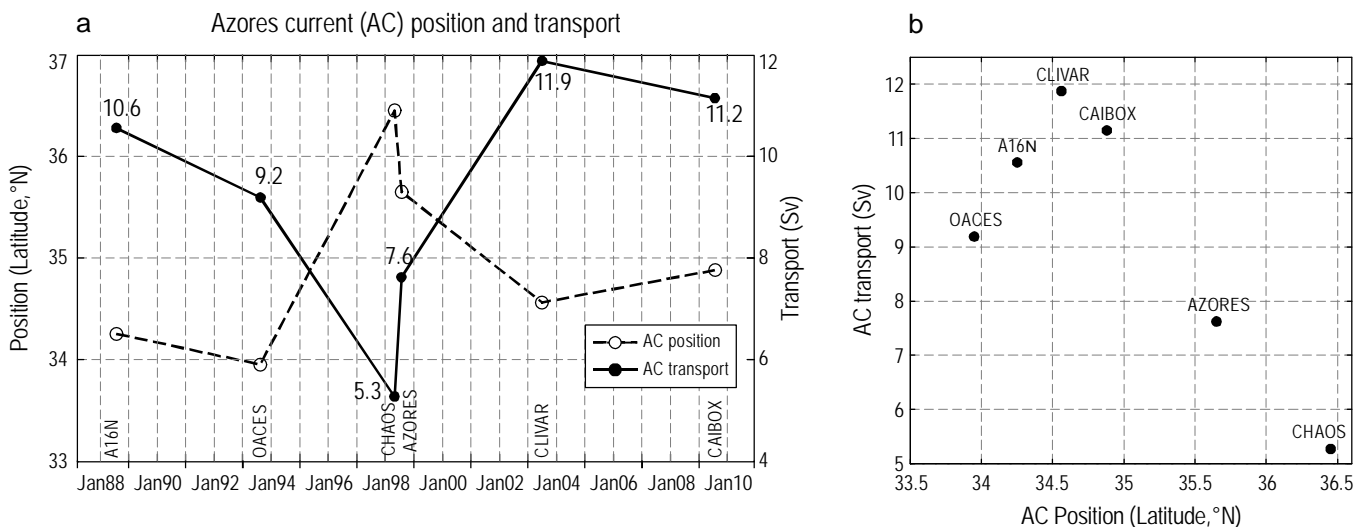 a
Azores current (AC) position and transport
Position (Latitude,°N)
37
36
35
34
33
12
10
8
6
4
Transport (Sv)
10.6
9.2
5.3
7.6
11.9
11.2
AC position
AC transport
A16N
OACES
CHAOS
AZORES
CLIVAR
CAIBOX
Jan88 Jan90 Jan92 Jan94 Jan96 Jan98 Jan00 Jan02 Jan04 Jan06 Jan08 Jan10
b
AC transport (Sv)
12
11
10
9
8
7
6
5
CLIVAR
CAIBOX
A16N
OACES
AZORES
CHAOS
33.5 34 34.5 35 35.5 36 36.5
AC Position (Latitude,°N)